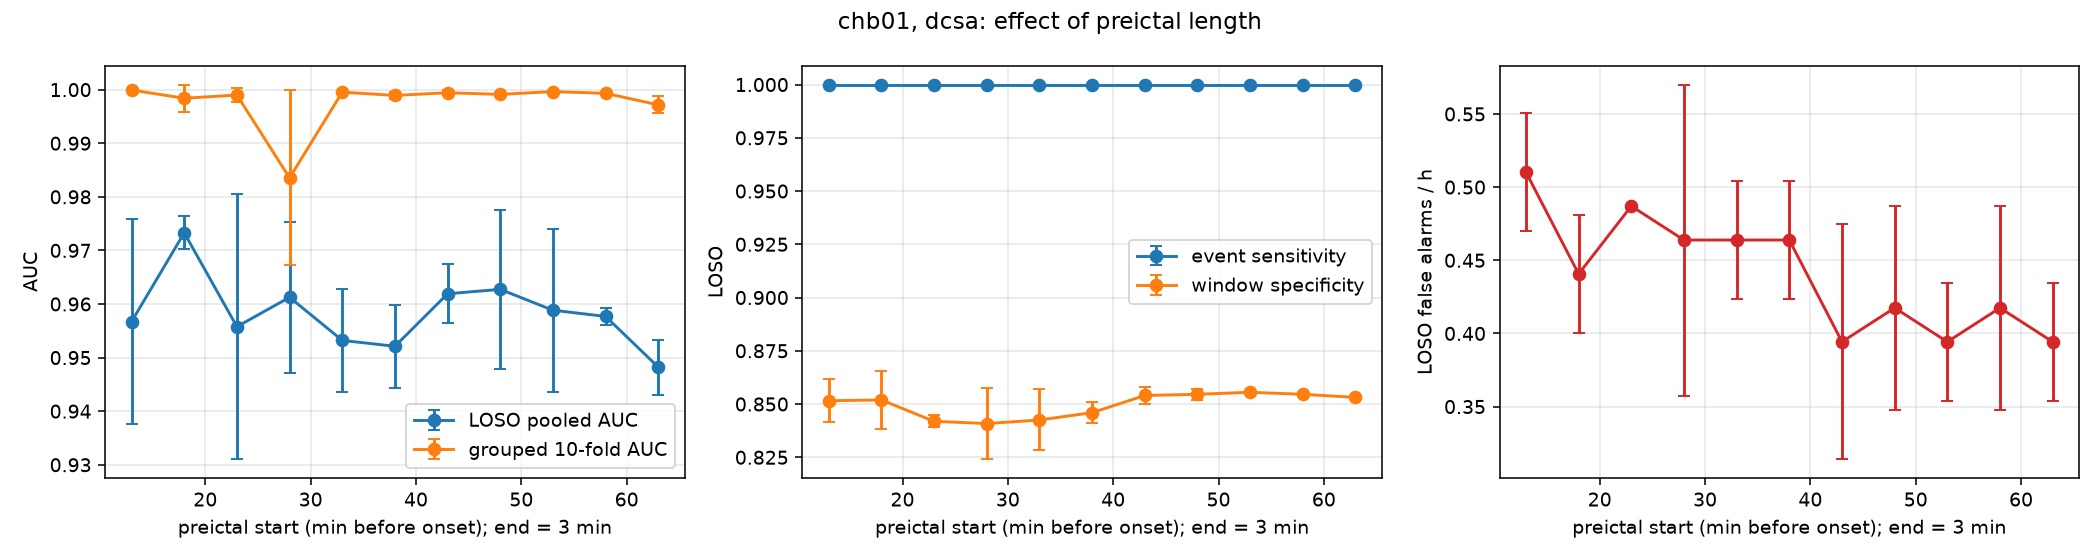 chb01, dcsa: effect of preictal length
AUC
1.00
0.99
0.98
0.97
0.96
0.95
0.94
0.93
LOSO pooled AUC
grouped 10-fold AUC
20 30 40 50 60
preictal start (min before onset); end = 3 min
LOSO
1.000
0.975
0.950
0.925
0.900
0.875
0.850
0.825
event sensitivity
window specificity
20 30 40 50 60
preictal start (min before onset); end = 3 min
LOSO false alarms / h
0.55
0.50
0.45
0.40
0.35
20 30 40 50 60
preictal start (min before onset); end = 3 min